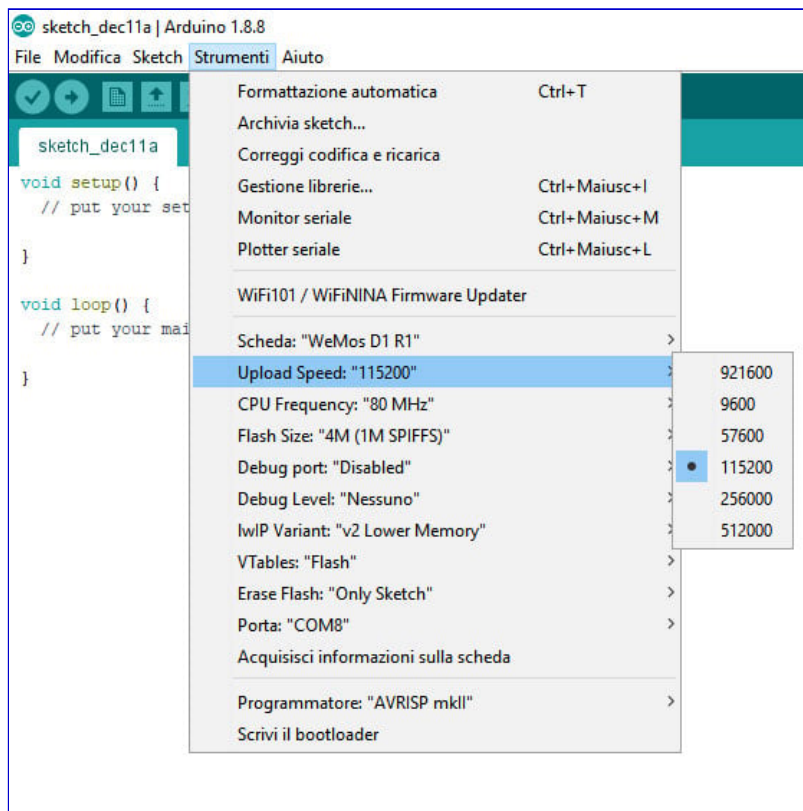 sketch_dec11a | Arduino 1.8.8
File Modifica Sketch Strumenti Aiuto
sketch_dec11a
void setup() {
// put your set
}
void loop() {
// put your mai
}
Formattazione automatica Ctrl+T
Archivia sketch...
Correggi codifica e ricarica
Gestione librerie... Ctrl+Maiusc+I
Monitor seriale Ctrl+Maiusc+M
Plotter seriale Ctrl+Maiusc+L
WiFi101 / WiFiNINA Firmware Updater
Scheda: "WeMos D1 R1"
Upload Speed: "115200"
CPU Frequency: "80 MHz"
Flash Size: "4M (1M SPIFFS)"
Debug port: "Disabled"
Debug Level: "Nessuno"
IwIP Variant: "v2 Lower Memory"
VTables: "Flash"
Erase Flash: "Only Sketch"
Porta: "COM8"
Acquisisci informazioni sulla scheda
Programmatore: "AVRISP mkII"
Scrivi il bootloader
921600
9600
57600
115200
256000
512000